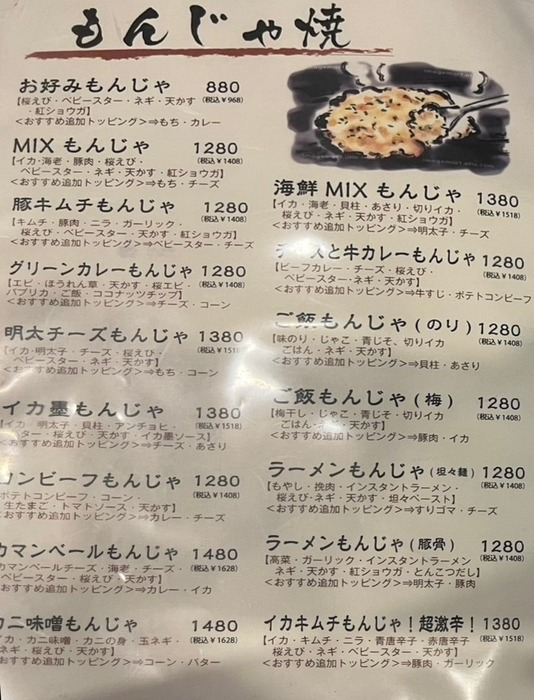 もんじゃ焼
お好みもんじゃ 880
【桜えび・ベビースター・ネギ・天かす (税込￥968)
・紅ショウガ】
＜おすすめ追加トッピング＞⇒もち・カレー
MIX もんじゃ 1280
【イカ・海老・豚肉・桜えび・ (税込￥1408)
ベビースター・ネギ・天かす・紅ショウガ】
＜おすすめ追加トッピング＞⇒もち・チーズ
豚キムチもんじゃ 1280
【キムチ・豚肉・ニラ・ガーリック・ (税込￥1408)
桜えび・ベビースター・天かす・紅ショウガ】
＜おすすめ追加トッピング＞⇒ベビースター・チーズ
グリーンカレーもんじゃ 1280
【エビ・ほうれん草・天かす・桜エビ・ (税込￥1408)
パプリカ・ご飯・ココナッツチップ】
＜おすすめ追加トッピング＞⇒チーズ・コーン
明太チーズもんじゃ 1380
【イカ・明太子・チーズ・桜えび・ (税込￥151
ベビースター・ネギ・天かす】
＜おすすめ追加トッピング＞⇒もち・コーン
イカ墨もんじゃ 1380
【イカ・明太子・貝柱・アンチョビ・ (税込￥1518)
ター・桜えび・天かす・イカ墨ソース】
＜おすすめ追加トッピング＞⇒チーズ・あさり
コンビーフもんじゃ 1280
ポテトコンビーフ・コーン・ (税込￥1408)
生たまご・トマトソース・天かす】
＜おすすめ追加トッピング＞⇒カレー・チーズ
カマンベールもんじゃ 1480
カマンベールチーズ・海老・チーズ・ (税込￥1628)
ベビースター・桜えび・天かす】
＜おすすめ追加トッピング＞⇒カレー・イカ
カニ味噌もんじゃ 1480
イカ・カニ味噌・カニの身・玉ネギ・ (税込￥1628)
ネギ・桜えび・天かす】
おすすめ追加トッピング＞⇒コーン・バター
海鮮 MIX もんじゃ 1380
【イカ・海老・貝柱・あさり・切りイカ・ (税込￥1518)
桜えび・ネギ・天かす・紅ショウガ】
＜おすすめ追加トッピング＞⇒明太子・チーズ
チーズと牛カレーもんじゃ 1280
【ビーフカレー・チーズ・桜えび・ (税込￥1408)
ベビースター・ネギ・天かす】
＜おすすめ追加トッピング＞⇒牛すじ・ポテトコンビーフ
ご飯もんじゃ(のり) 1280
【味のり・じゃこ・青じそ、切りイカ (税込￥1408)
ごはん・ネギ・天かす】
＜おすすめ追加トッピング＞⇒貝柱・あさり
ご飯もんじゃ(梅) 1280
【梅干し・じゃこ・青じそ・切りイカ (税込￥1408)
ごはん・ネギ・天かす】
＜おすすめ追加トッピング＞⇒豚肉・イカ
ラーメンもんじゃ(坦々麺) 1280
【もやし・挽肉・インスタントラーメン・ (税込￥1408)
桜えび・ネギ・天かす・坦々ペースト】
＜おすすめ追加トッピング＞⇒すりゴマ・チーズ
ラーメンもんじゃ(豚骨) 1280
【高菜・ガーリック・インスタントラーメン (税込￥1408)
ネギ・天かす・紅ショウガ・とんこつだし】
＜おすすめ追加トッピング＞⇒明太子・豚肉
イカキムチもんじゃ！超激辛！ 1380
【イカ・キムチ・ニラ・青唐辛子・赤唐辛子 (税込￥1518)
桜えび・ネギ・ベビースター・天かす】
＜おすすめ追加トッピング＞⇒豚肉・ガーリック